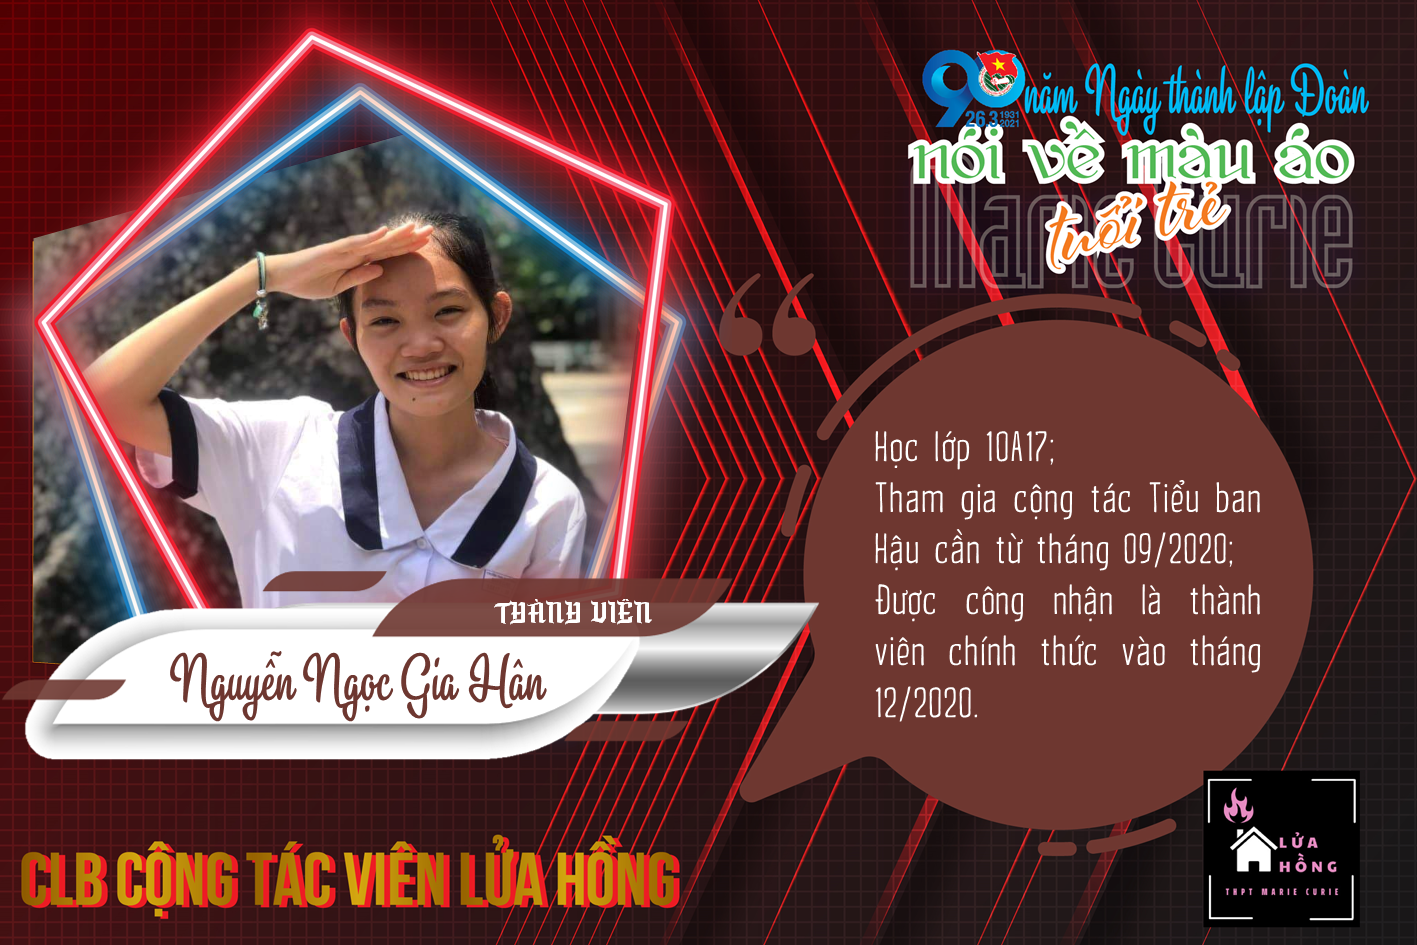 90 năm Ngày thành lập Đoàn
26.3 1931
2021
nói về màu áo
Marie Curie
tuổi trẻ
Học lớp 10A17;
Tham gia cộng tác Tiểu ban
Hậu cần từ tháng 09/2020;
Được công nhận là thành
viên chính thức vào tháng
12/2020.
THÀNH VIÊN
Nguyễn Ngọc Gia Hân
CLB CỘNG TÁC VIÊN LỬA HỒNG
LỬA
HỒNG
THPT MARIE CURIE